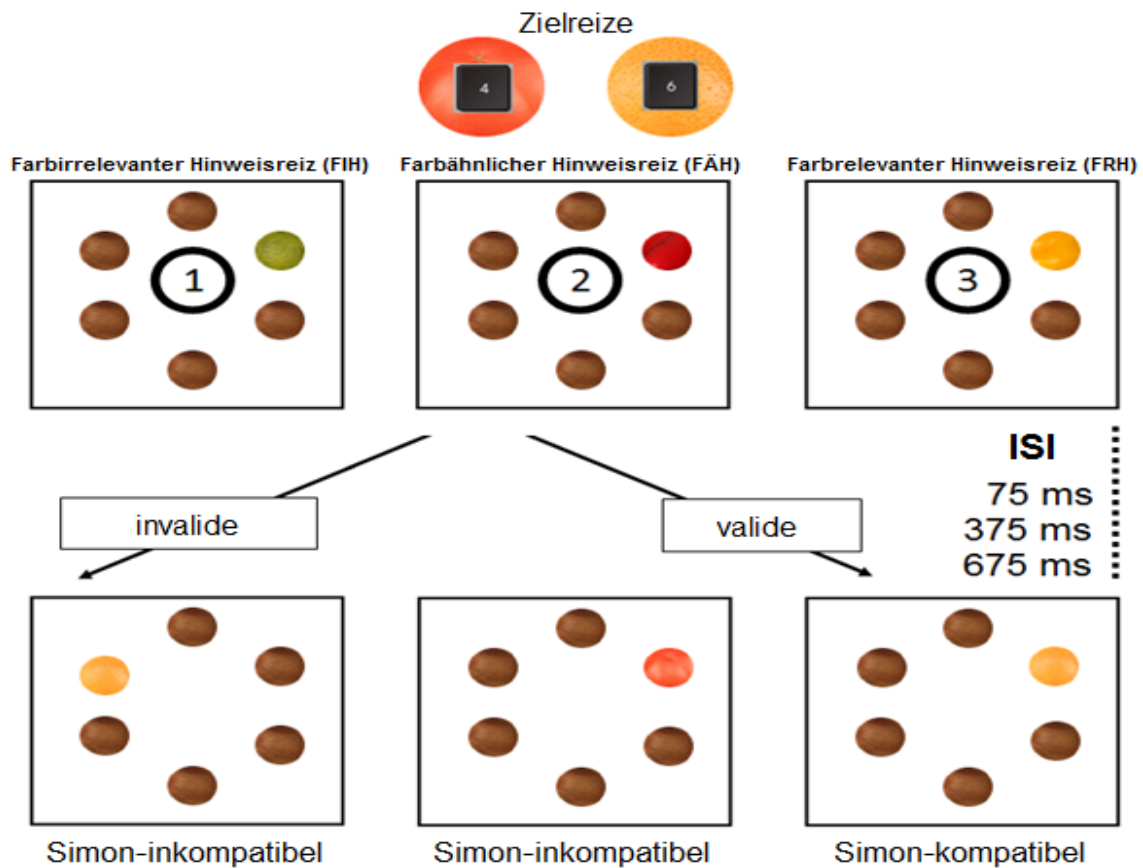 Zielreize
4 6
Farbirrelevanter Hinweisreiz (FIH) Farbähnlicher Hinweisreiz (FÄH) Farbrelevanter Hinweisreiz (FRH)
1 2 3
ISI
75 ms
375 ms
675 ms
invalide valide
Simon-inkompatibel Simon-inkompatibel Simon-kompatibel